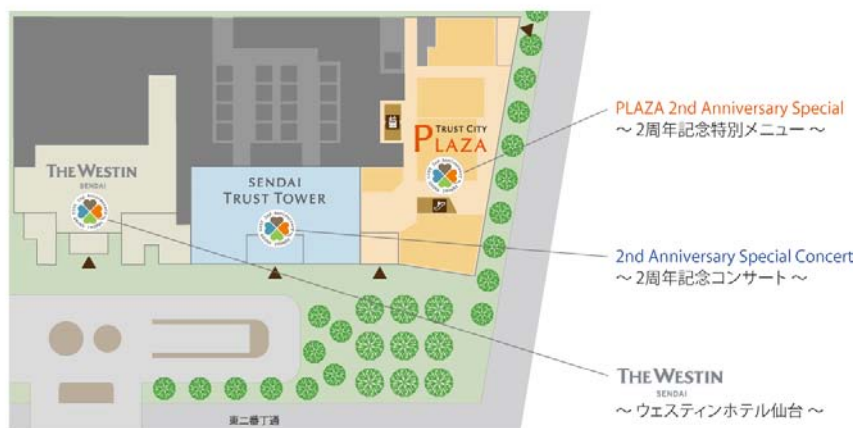 THE WESTIN
SENDAI
SENDAI
TRUST TOWER
TRUST CITY
PLAZA
東二番丁通
PLAZA 2nd Anniversary Special
～ 2周年記念特別メニュー ～
2nd Anniversary Special Concert
～ 2周年記念コンサート ～
THE WESTIN
SENDAI
～ ウェスティンホテル仙台 ～